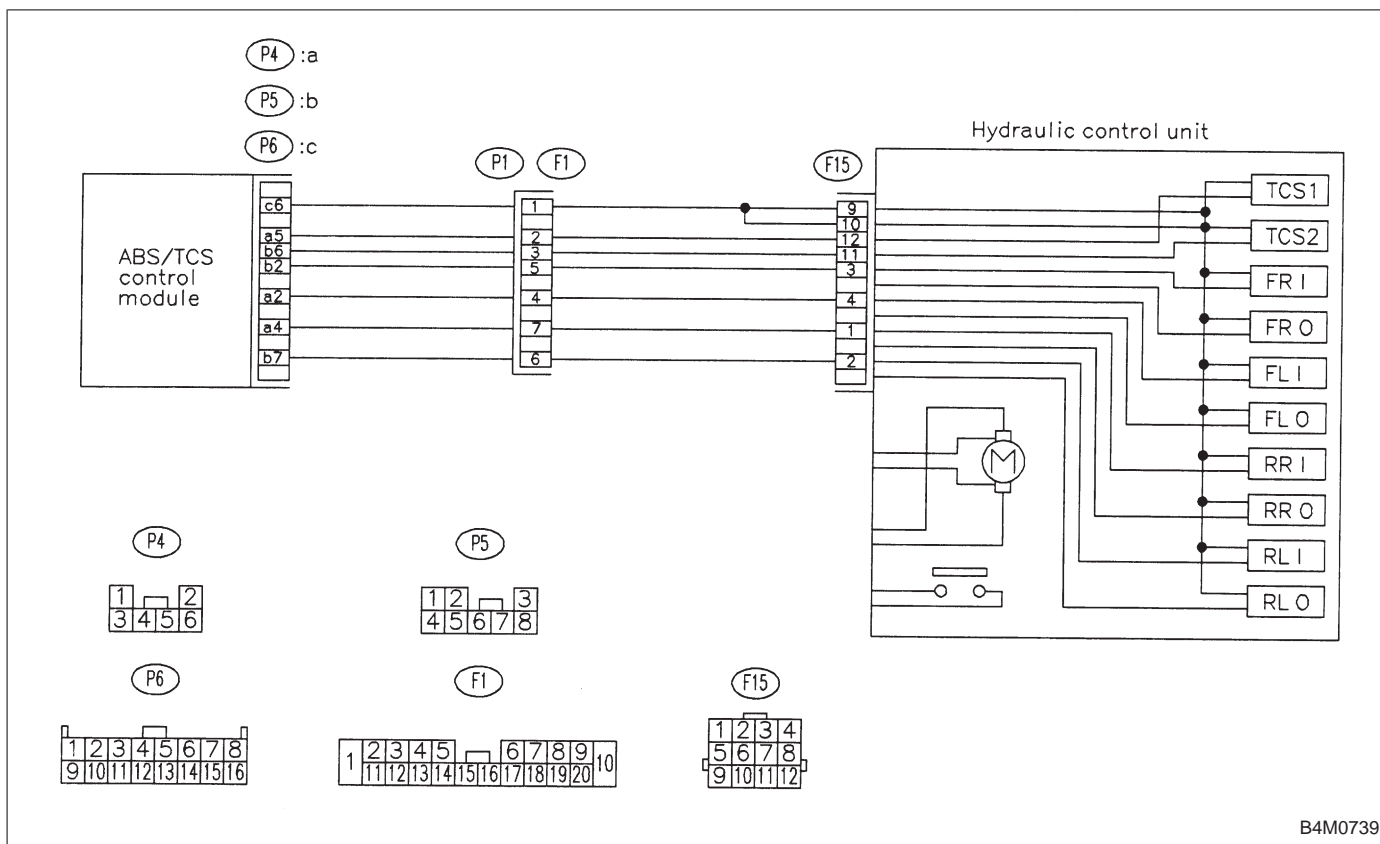 P4 :a
P5 :b
P6 :c
Hydraulic control unit
P1 F1
F15
ABS/TCS
control
module
c6
a5
b6
b2
a2
a4
b7
1
2
3
5
4
7
6
9
10
12
11
3
4
1
2
TCS1
TCS2
FR I
FR O
FL I
FL O
RR I
RR O
RL I
RL O
M
P4
1 2
3 4 5 6
P5
1 2 3
4 5 6 7 8
P6
1 2 3 4 5 6 7 8
9 10 11 12 13 14 15 16
F1
1 2 3 4 5 6 7 8 9 10
11 12 13 14 15 16 17 18 19 20
F15
1 2 3 4
5 6 7 8
9 10 11 12
B4M0739